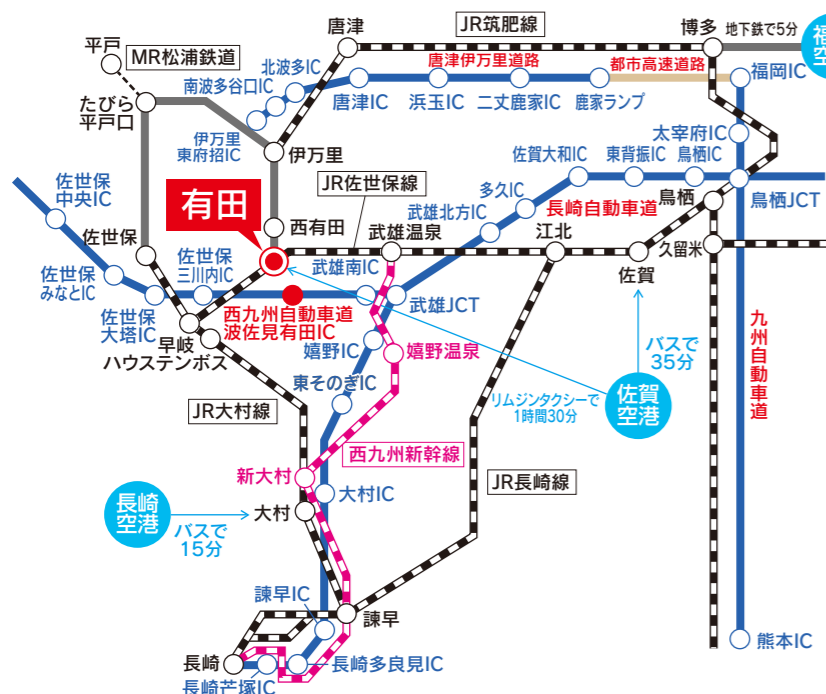 唐津
JR筑肥線
博多
地下鉄で5分
福
空
平戸
MR松浦鉄道
北波多IC
南波多谷口IC
唐津伊万里道路
都市高速道路
たびら
平戸口
唐津IC
浜玉IC
二丈鹿家IC
鹿家ランプ
福岡IC
伊万里
東府招IC
伊万里
太宰府IC
佐賀大和IC
東背振IC
鳥栖IC
佐世保
中央IC
JR佐世保線
多久IC
鳥栖
鳥栖JCT
有田
西有田
武雄北方IC
長崎自動車道
佐世保
武雄温泉
江北
久留米
佐世保
みなとIC
佐世保
三川内IC
武雄南IC
佐賀
佐世保
大塔IC
西九州自動車道
波佐見有田IC
武雄JCT
早岐
ハウステンボス
嬉野IC
嬉野温泉
バスで
35分
九州自動車道
東そのぎIC
リムジンタクシーで
1時間30分
佐賀
空港
JR大村線
西九州新幹線
新大村
大村IC
JR長崎線
長崎
空港
バスで
15分
大村
諫早IC
諫早
長崎
長崎多良見IC
長崎芒塚IC
熊本IC